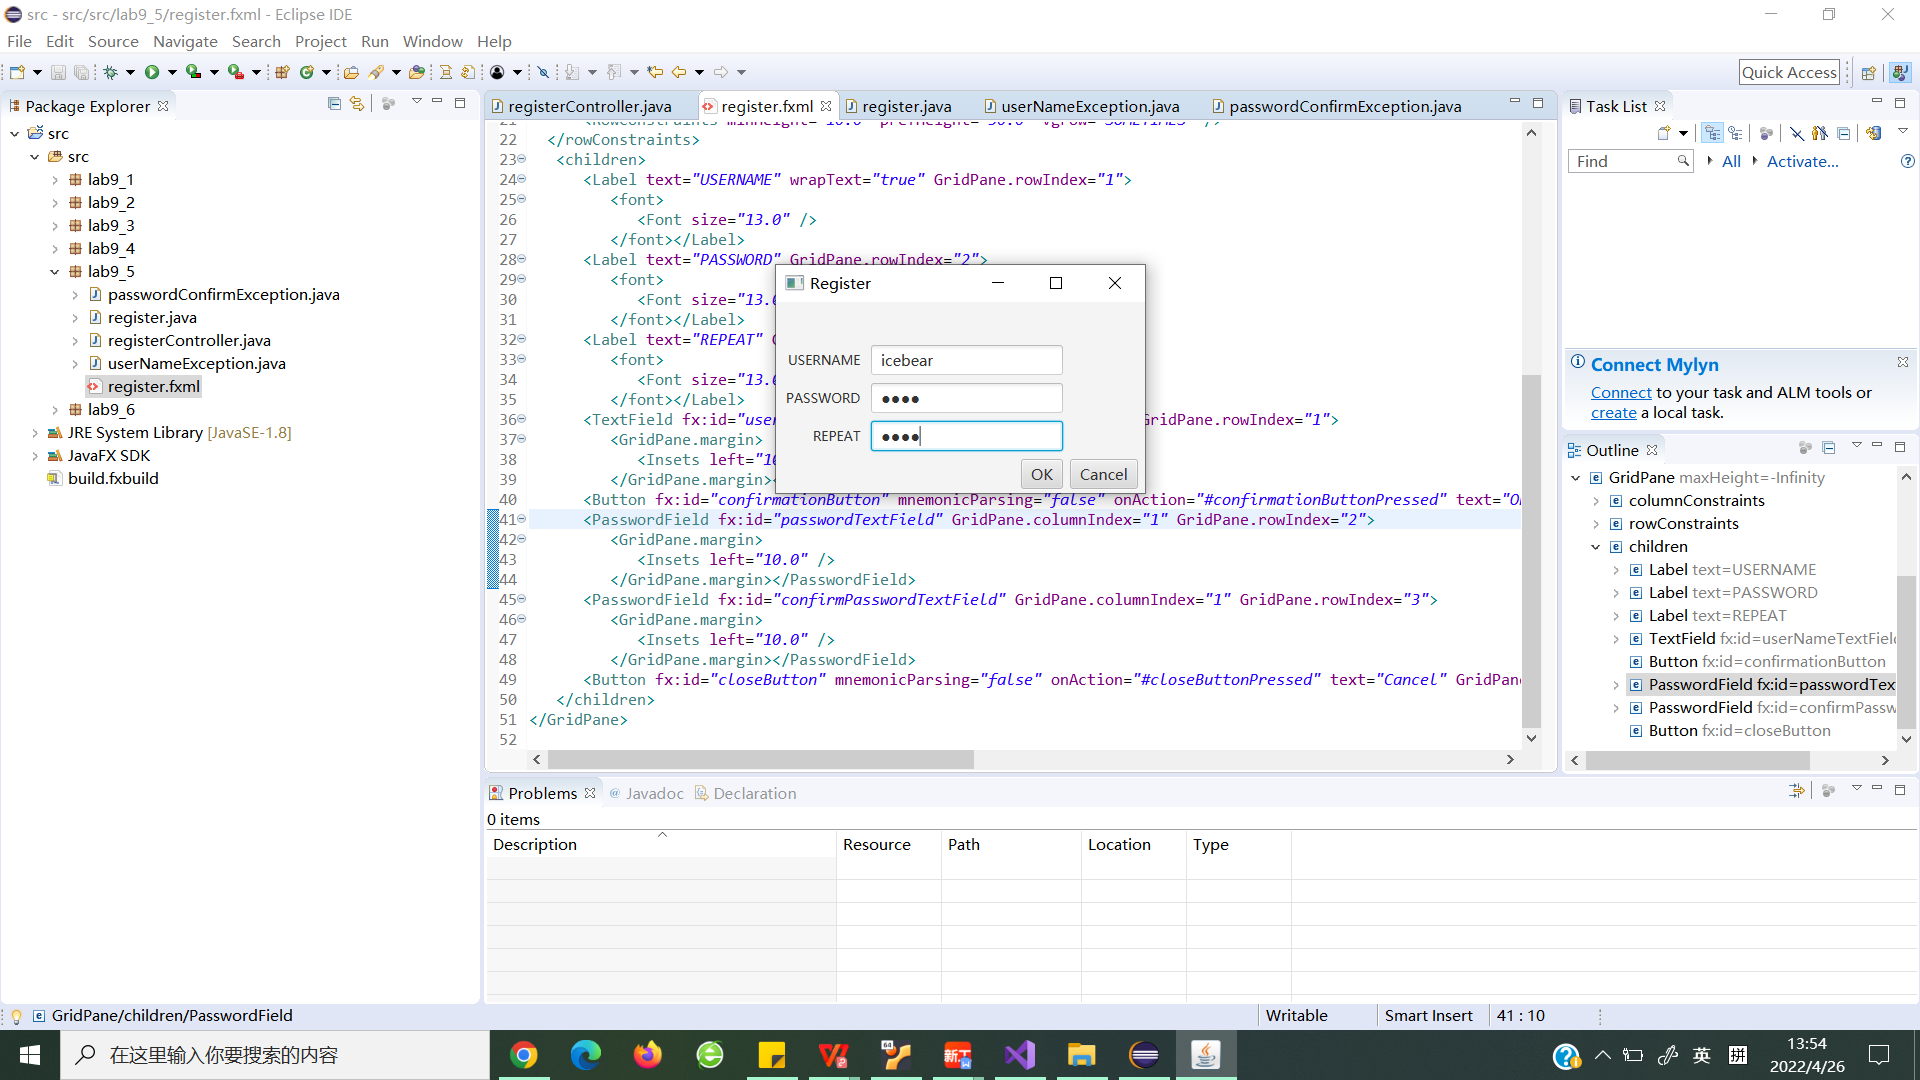 src - src/src/lab9_5/register.fxml - Eclipse IDE
File Edit Source Navigate Search Project Run Window Help
Quick Access
Package Explorer
src
src
lab9_1
lab9_2
lab9_3
lab9_4
lab9_5
passwordConfirmException.java
register.java
registerController.java
userNameException.java
register.fxml
lab9_6
JRE System Library [JavaSE-1.8]
JavaFX SDK
build.fxbuild
registerController.java register.fxml register.java userNameException.java passwordConfirmException.java
22 </rowConstraints>
23 <children>
24 <Label text="USERNAME" wrapText="true" GridPane.rowIndex="1">
25 <font>
26 <Font size="13.0" />
27 </font></Label>
28 <Label text="PASSWORD" GridPane.rowIndex="2">
29 <font>
30 <Font size="13.
31 </font></Label>
32 <Label text="REPEAT"
33 <font>
34 <Font size="13.
35 </font></Label>
36 <TextField fx:id="user GridPane.rowIndex="1">
37 <GridPane.margin>
38 <Insets left="1
39 </GridPane.margin>
40 <Button fx:id="confirmationButton" mnemonicParsing="false" onAction="#confirmationButtonPressed" text="O
41 <PasswordField fx:id="passwordTextField" GridPane.columnIndex="1" GridPane.rowIndex="2">
42 <GridPane.margin>
43 <Insets left="10.0" />
44 </GridPane.margin></PasswordField>
45 <PasswordField fx:id="confirmPasswordTextField" GridPane.columnIndex="1" GridPane.rowIndex="3">
46 <GridPane.margin>
47 <Insets left="10.0" />
48 </GridPane.margin></PasswordField>
49 <Button fx:id="closeButton" mnemonicParsing="false" onAction="#closeButtonPressed" text="Cancel" GridPan
50 </children>
51 </GridPane>
52
Register
USERNAME icebear
PASSWORD ●●●●
REPEAT ●●●●
OK Cancel
Task List
Find All Activate...
Connect Mylyn
Connect to your task and ALM tools or
create a local task.
Outline
GridPane maxHeight=-Infinity
columnConstraints
rowConstraints
children
Label text=USERNAME
Label text=PASSWORD
Label text=REPEAT
TextField fx:id=userNameTextField
Button fx:id=confirmationButton
PasswordField fx:id=passwordTex
PasswordField fx:id=confirmPassw
Button fx:id=closeButton
Problems @ Javadoc Declaration
0 items
Description Resource Path Location Type
GridPane/children/PasswordField Writable Smart Insert 41 : 10
在这里输入你要搜索的内容
64
新工
英 拼
13:54
2022/4/26